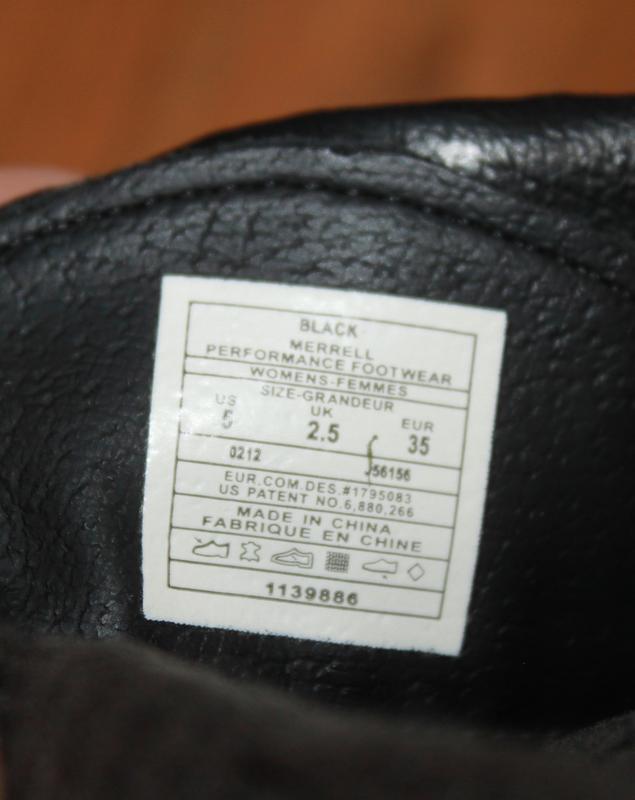 BLACK
MERRELL
PERFORMANCE FOOTWEAR
WOMENS-FEMMES
SIZE-GRANDEUR
US UK EUR
5 2.5 35
0212 J56156
EUR.COM.DES.#1795083
US PATENT NO.6,880,266
MADE IN CHINA
FABRIQUE EN CHINE
1139886